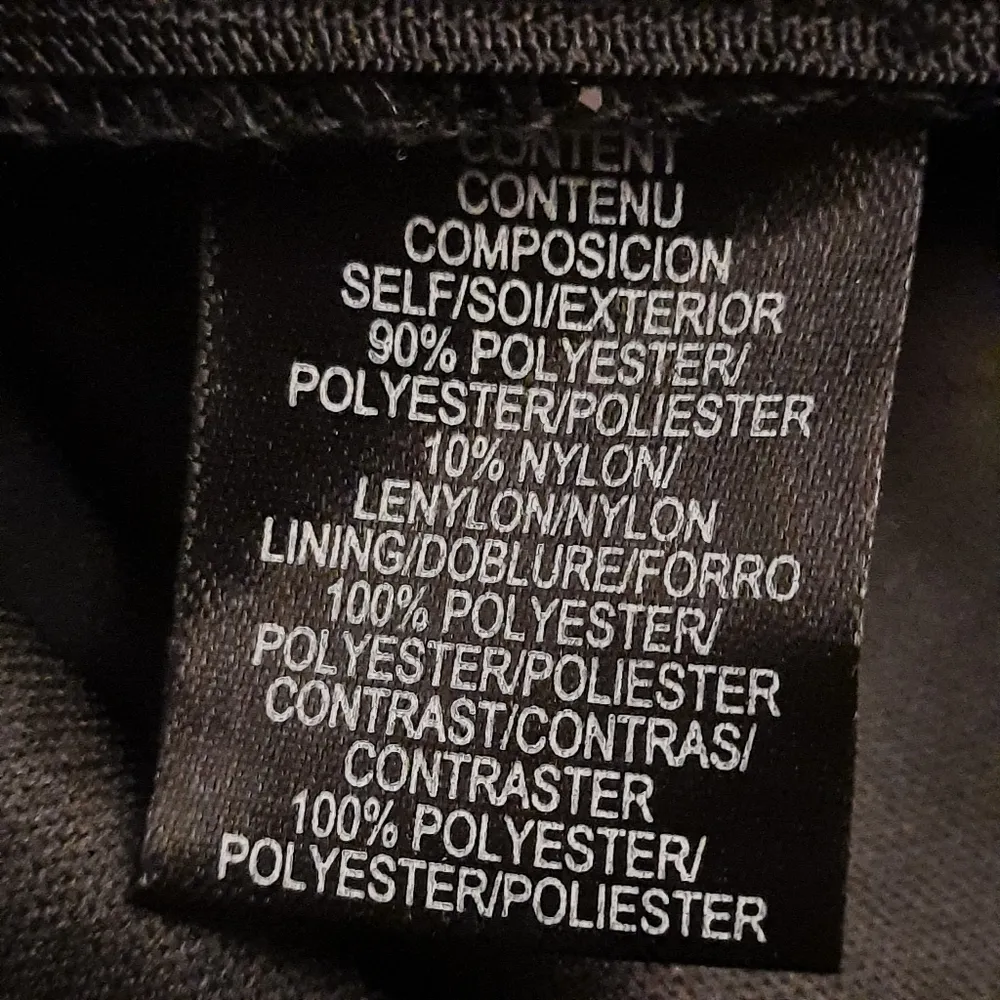 CONTENT
CONTENU
COMPOSICION
SELF/SOI/EXTERIOR
90% POLYESTER/
POLYESTER/POLIESTER
10% NYLON/
LENYLON/NYLON
LINING/DOBLURE/FORRO
100% POLYESTER/
POLYESTER/POLIESTER
CONTRAST/CONTRAS/
CONTRASTER
100% POLYESTER/
POLYESTER/POLIESTER